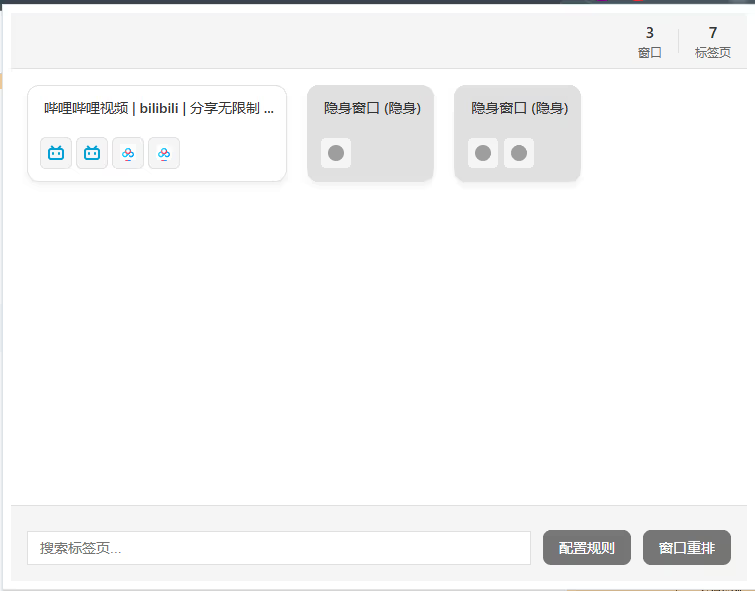 3
窗口
7
标签页
哔哩哔哩视频 | bilibili | 分享无限制 ...
隐身窗口 (隐身)
隐身窗口 (隐身)
搜索标签页...
配置规则
窗口重排